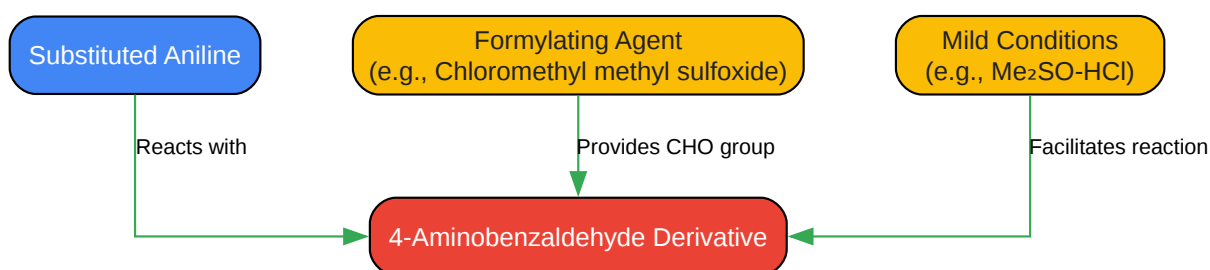 Substituted Aniline
Formylating Agent
(e.g., Chloromethyl methyl sulfoxide)
Mild Conditions
(e.g., Me₂SO-HCl)
Reacts with
Provides CHO group
Facilitates reaction
4-Aminobenzaldehyde Derivative